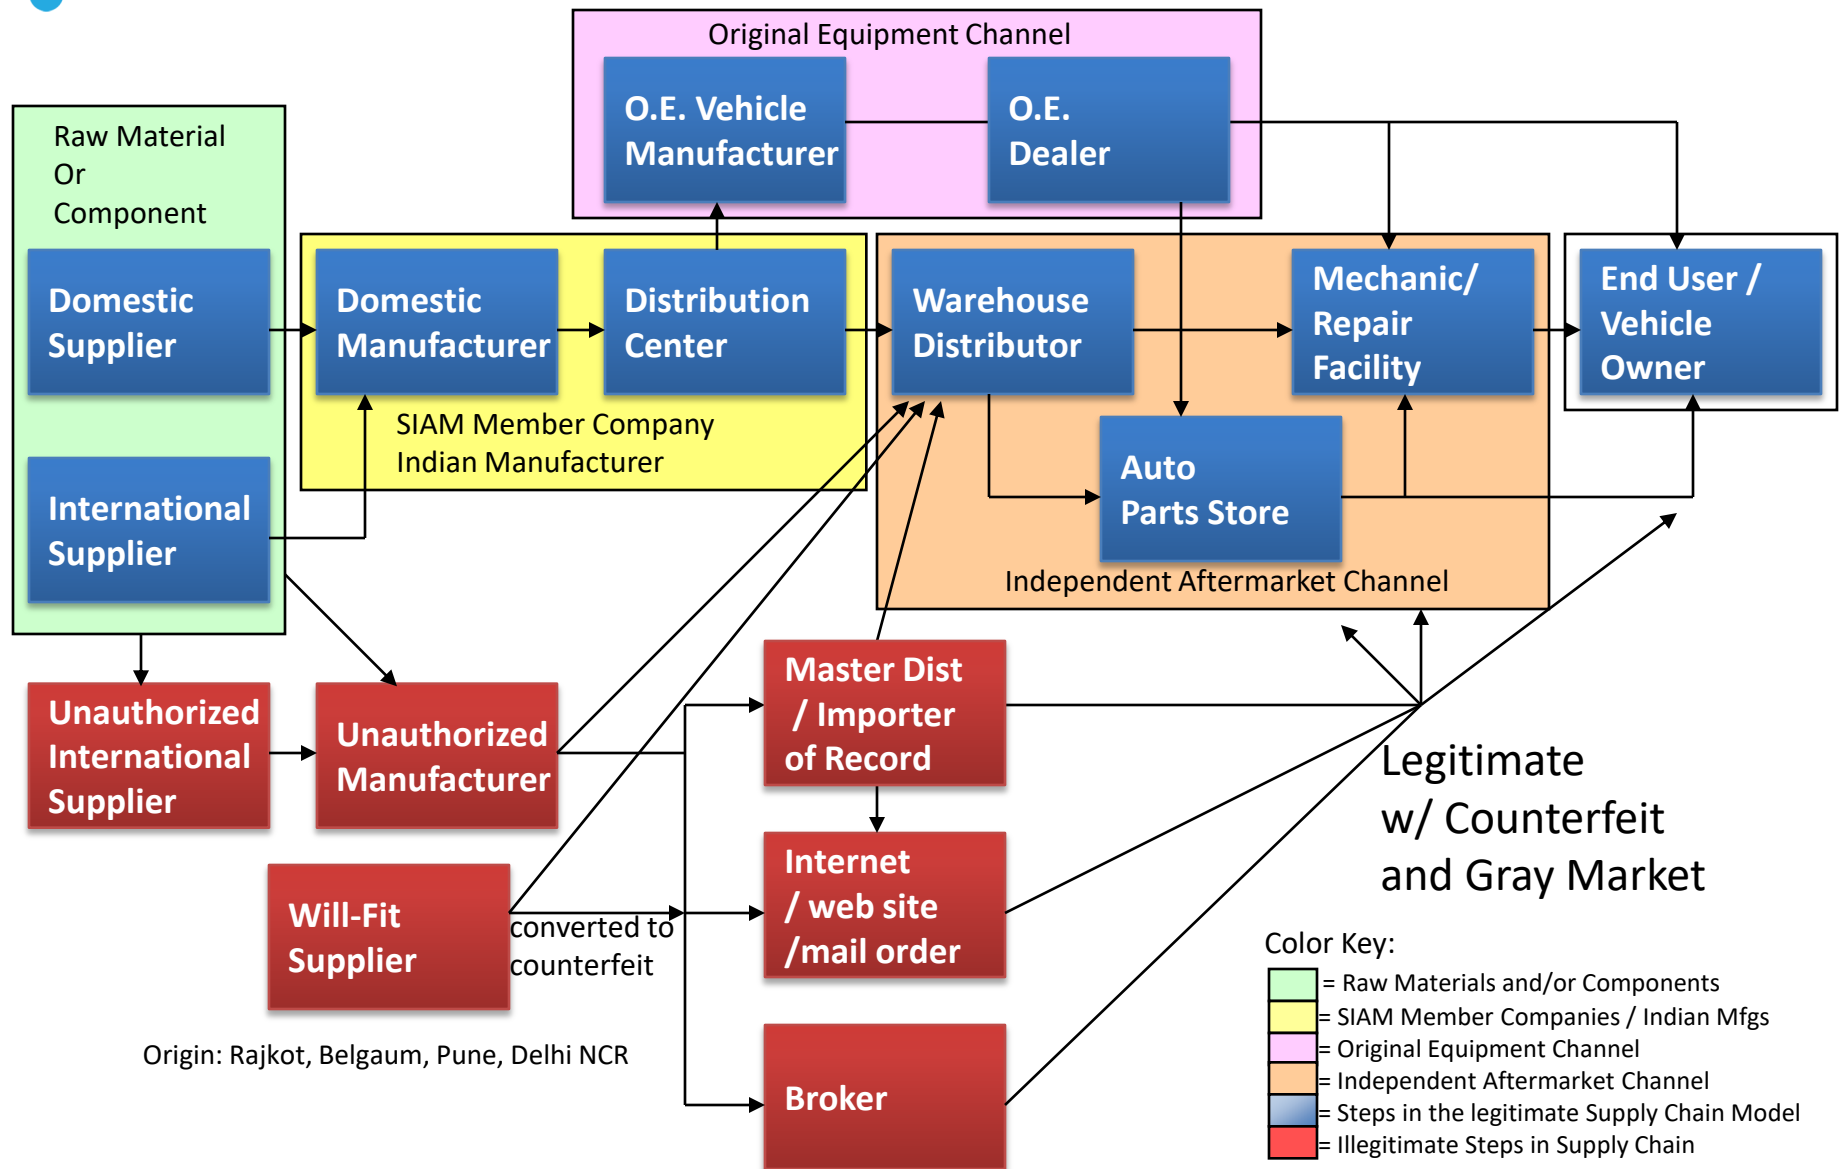 Original Equipment Channel
O.E. Vehicle
Manufacturer
O.E.
Dealer
Raw Material
Or
Component
Domestic
Supplier
International
Supplier
Domestic
Manufacturer
Distribution
Center
SIAM Member Company
Indian Manufacturer
Warehouse
Distributor
Mechanic/
Repair
Facility
Auto
Parts Store
Independent Aftermarket Channel
End User /
Vehicle
Owner
Unauthorized
International
Supplier
Unauthorized
Manufacturer
Master Dist
/ Importer
of Record
Will-Fit
Supplier
converted to
counterfeit
Internet
/ web site
/mail order
Broker
Origin: Rajkot, Belgaum, Pune, Delhi NCR
Legitimate
w/ Counterfeit
and Gray Market
Color Key:
= Raw Materials and/or Components
= SIAM Member Companies / Indian Mfgs
= Original Equipment Channel
= Independent Aftermarket Channel
= Steps in the legitimate Supply Chain Model
= Illegitimate Steps in Supply Chain